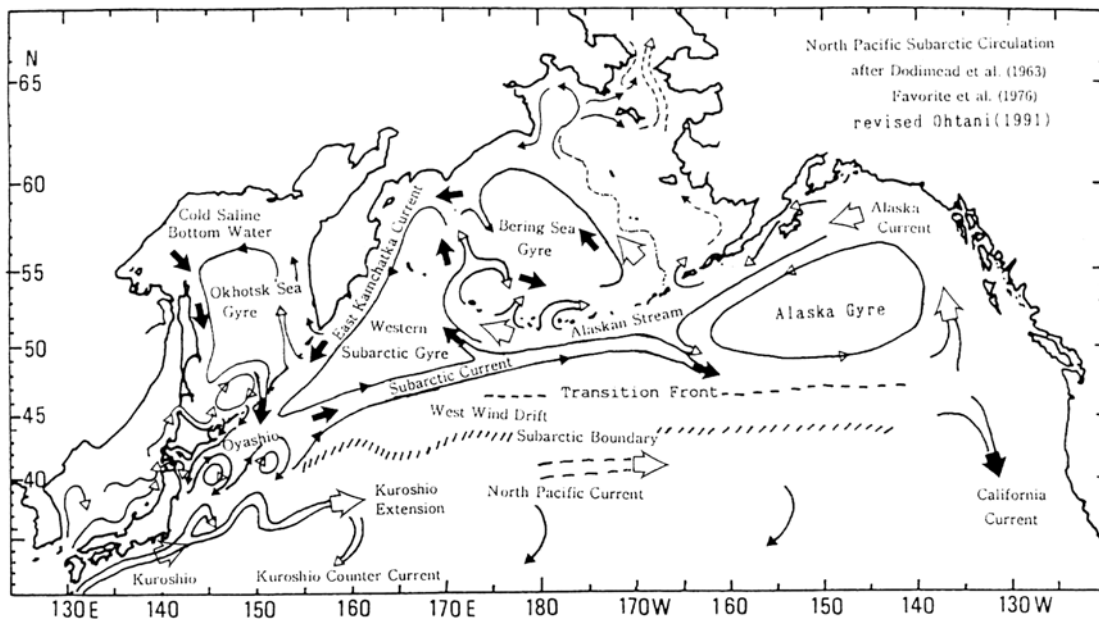 North Pacific Subarctic Circulation
after Dodimead et al. (1963)
Favorite et al. (1976)
revised Ohtani(1991)
N
65
60
55
50
45
40
Cold Saline
Bottom Water
Okhotsk Sea
Gyre
East Kamchatka Current
Bering Sea
Gyre
Alaska
Current
Western
Subarctic Gyre
Alaskan Stream
Alaska Gyre
Subarctic Current
Transition Front
West Wind Drift
Oyashio
Subarctic Boundary
Kuroshio
Extension
North Pacific Current
California
Current
Kuroshio
Kuroshio Counter Current
130 E
140
150
160
170 E
180
170 W
160
150
140
130 W